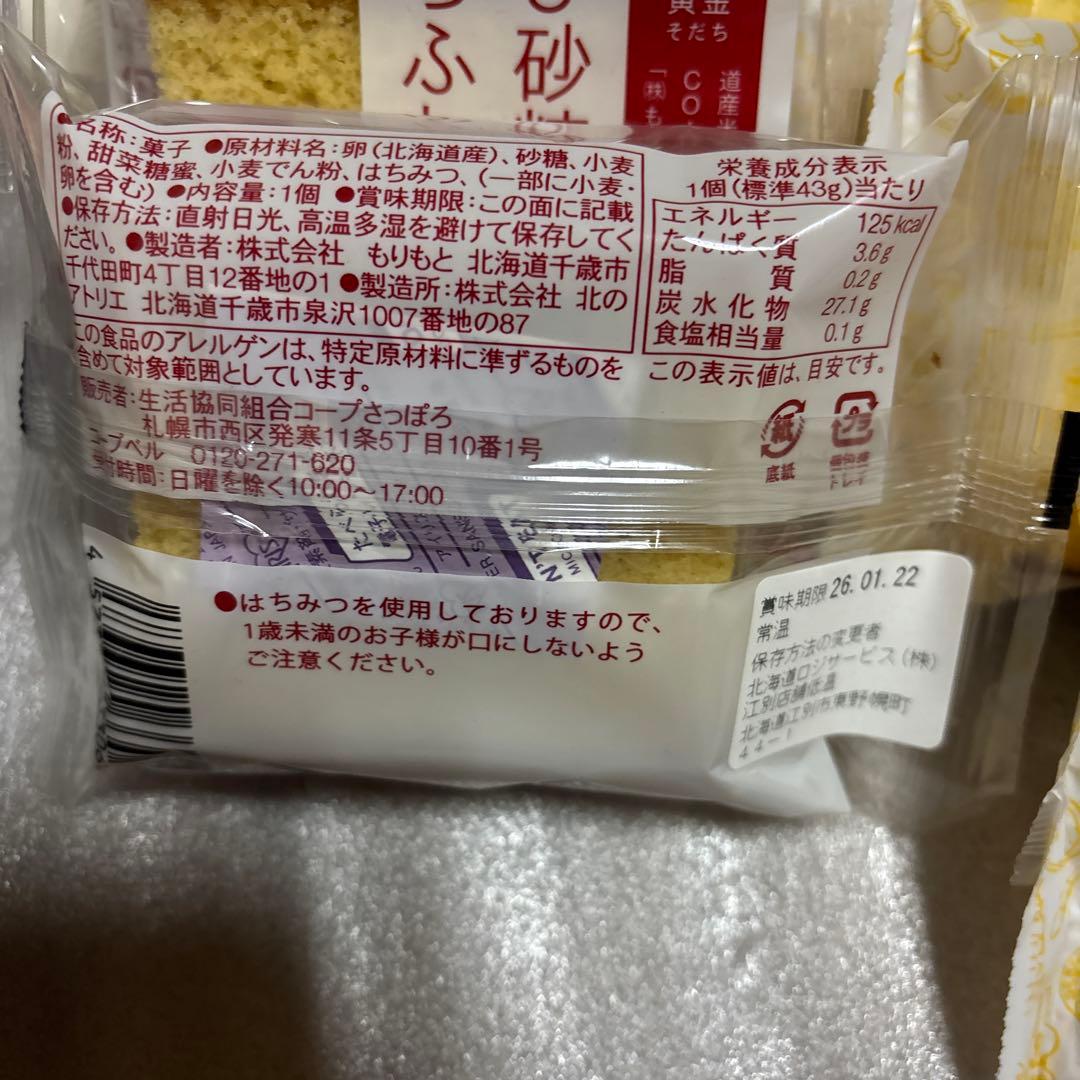 黄金
そだち
砂
ふ
道産
CO
「(株)も
●名称:菓子 ●原材料名:卵(北海道産)、砂糖、小麦
粉、甜菜糖蜜、小麦でん粉、はちみつ、(一部に小麦・
卵を含む) ●内容量:1個 ●賞味期限:この面に記載
●保存方法:直射日光、高温多湿を避けて保存してく
ださい。●製造者:株式会社 もりもと 北海道千歳市
千代田町4丁目12番地の1 ●製造所:株式会社 北の
アトリエ 北海道千歳市泉沢1007番地の87
この食品のアレルゲンは、特定原材料に準ずるものを
含めて対象範囲としています。
販売者:生活協同組合コープさっぽろ
札幌市西区発寒11条5丁目10番1号
コープベル 0120-271-620
受付時間:日曜を除く10:00〜17:00
栄養成分表示
1個(標準43g)当たり
エネルギー 125kcal
たんぱく質 3.6g
脂質 0.2g
炭水化物 27.1g
食塩相当量 0.1g
この表示値は、目安です。
紙
底紙
プラ
トレイ
●はちみつを使用しておりますので、
1歳未満のお子様が口にしないよう
ご注意ください。
賞味期限 26.01.22
常温
保存方法の変更者
北海道ロジサービス(株)
江別店舗低温
北海道江別市東野幌町
44-1